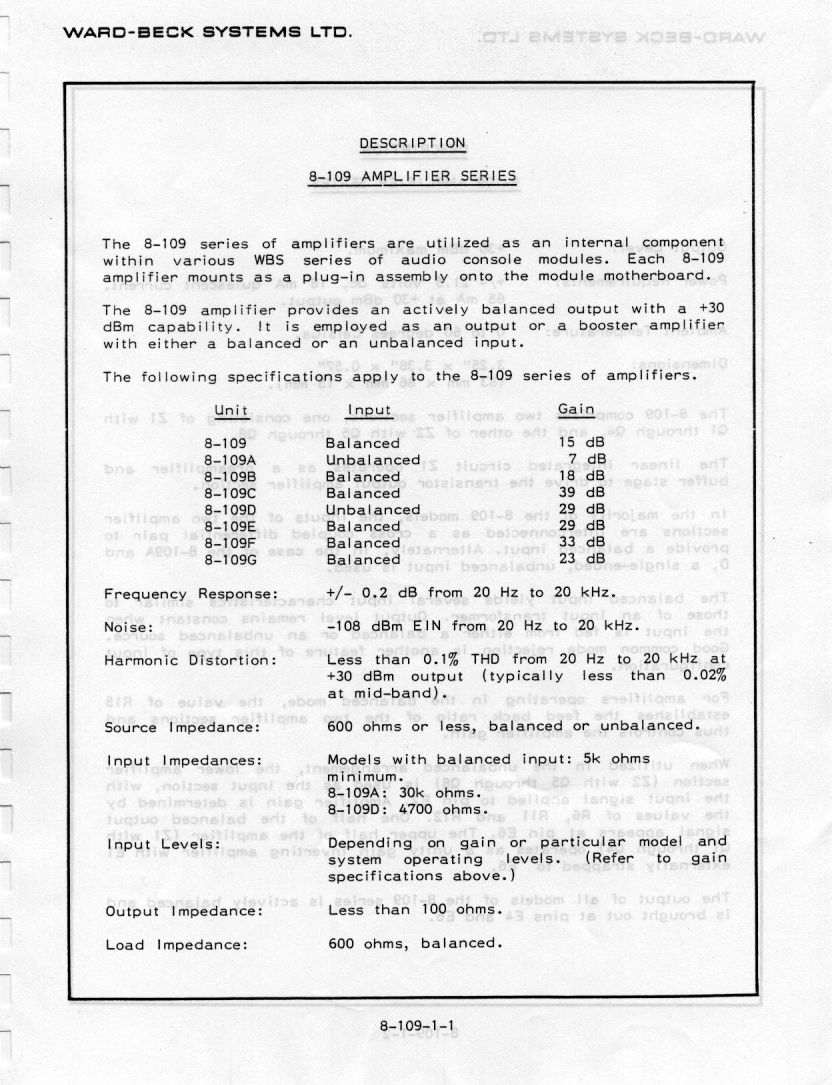 WARD-BECK SYSTEMS LTD.
DESCRIPTION
8-109 AMPLIFIER SERIES
The 8-109 series of amplifiers are utilized as an internal component
within various WBS series of audio console modules. Each 8-109
amplifier mounts as a plug-in assembly onto the module motherboard.
The 8-109 amplifier provides an actively balanced output with a +30
dBm capability. It is employed as an output or a booster amplifier
with either a balanced or an unbalanced input.
The following specifications apply to the 8-109 series of amplifiers.
Unit Input Gain
8-109 Balanced 15 dB
8-109A Unbalanced 7 dB
8-109B Balanced 18 dB
8-109C Balanced 39 dB
8-109D Unbalanced 29 dB
8-109E Balanced 29 dB
8-109F Balanced 33 dB
8-109G Balanced 23 dB
Frequency Response: +/- 0.2 dB from 20 Hz to 20 kHz.
Noise: -108 dBm EIN from 20 Hz to 20 kHz.
Harmonic Distortion: Less than 0.1% THD from 20 Hz to 20 kHz at
+30 dBm output (typically less than 0.02%
at mid-band).
Source Impedance: 600 ohms or less, balanced or unbalanced.
Input Impedances: Models with balanced input: 5k ohms
minimum.
8-109A: 30k ohms.
8-109D: 4700 ohms.
Input Levels: Depending on gain or particular model and
system operating levels. (Refer to gain
specifications above.)
Output Impedance: Less than 100 ohms.
Load Impedance: 600 ohms, balanced.
8-109-1-1